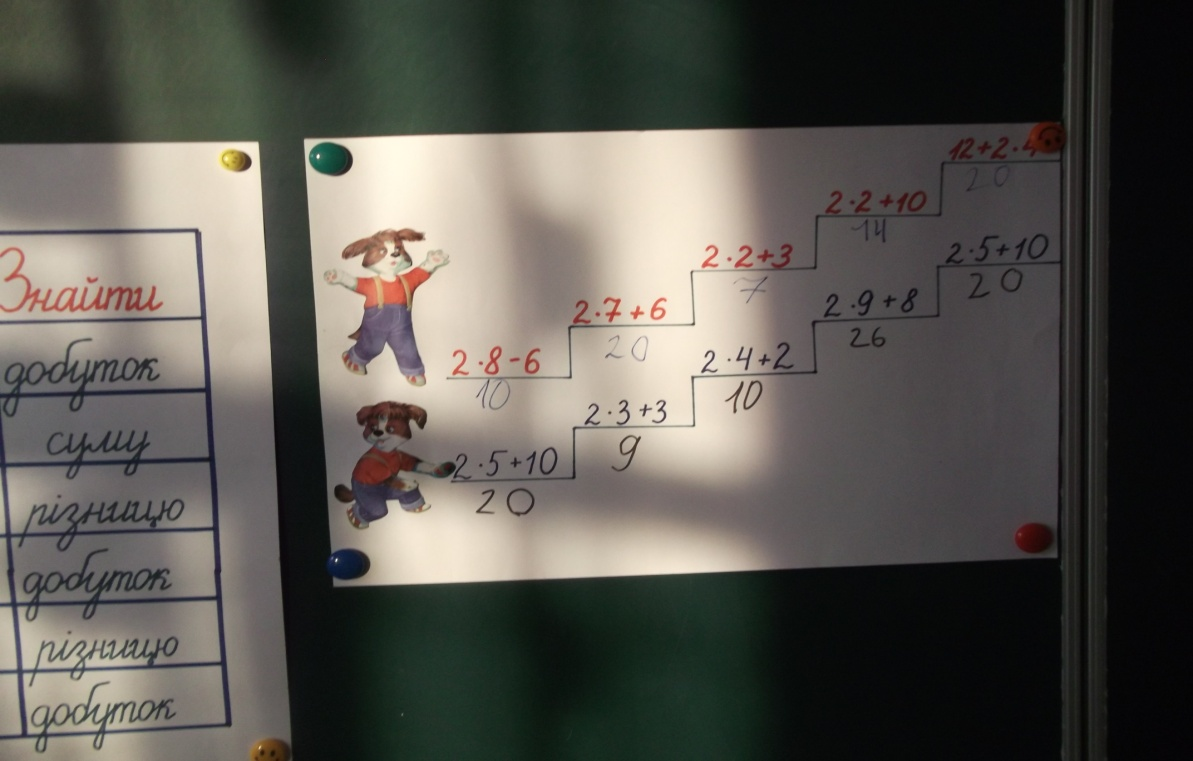 Знайти
добуток
суму
різницю
добуток
різницю
добуток
2·8-6
10
2·7+6
20
2·2+3
7
2·2+10
14
12+2·4
20
2·5+10
20
2·3+3
9
2·4+2
10
2·9+8
26
2·5+10
20